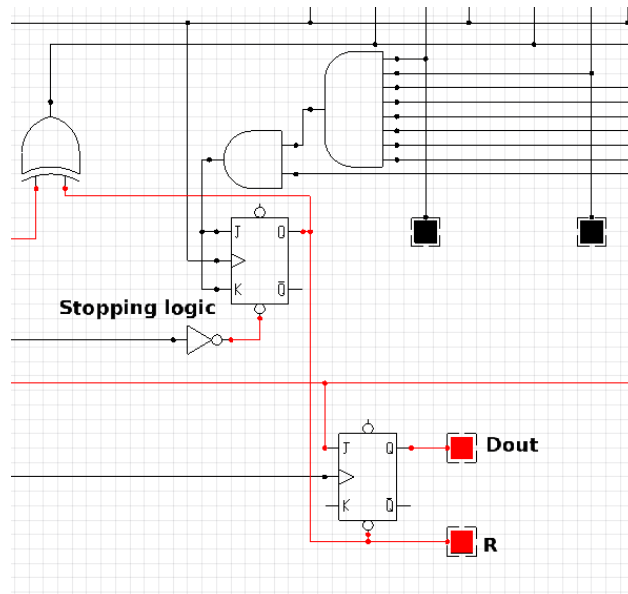 J Q
K Q̅
Stopping logic
J Q Dout
K Q̅
R